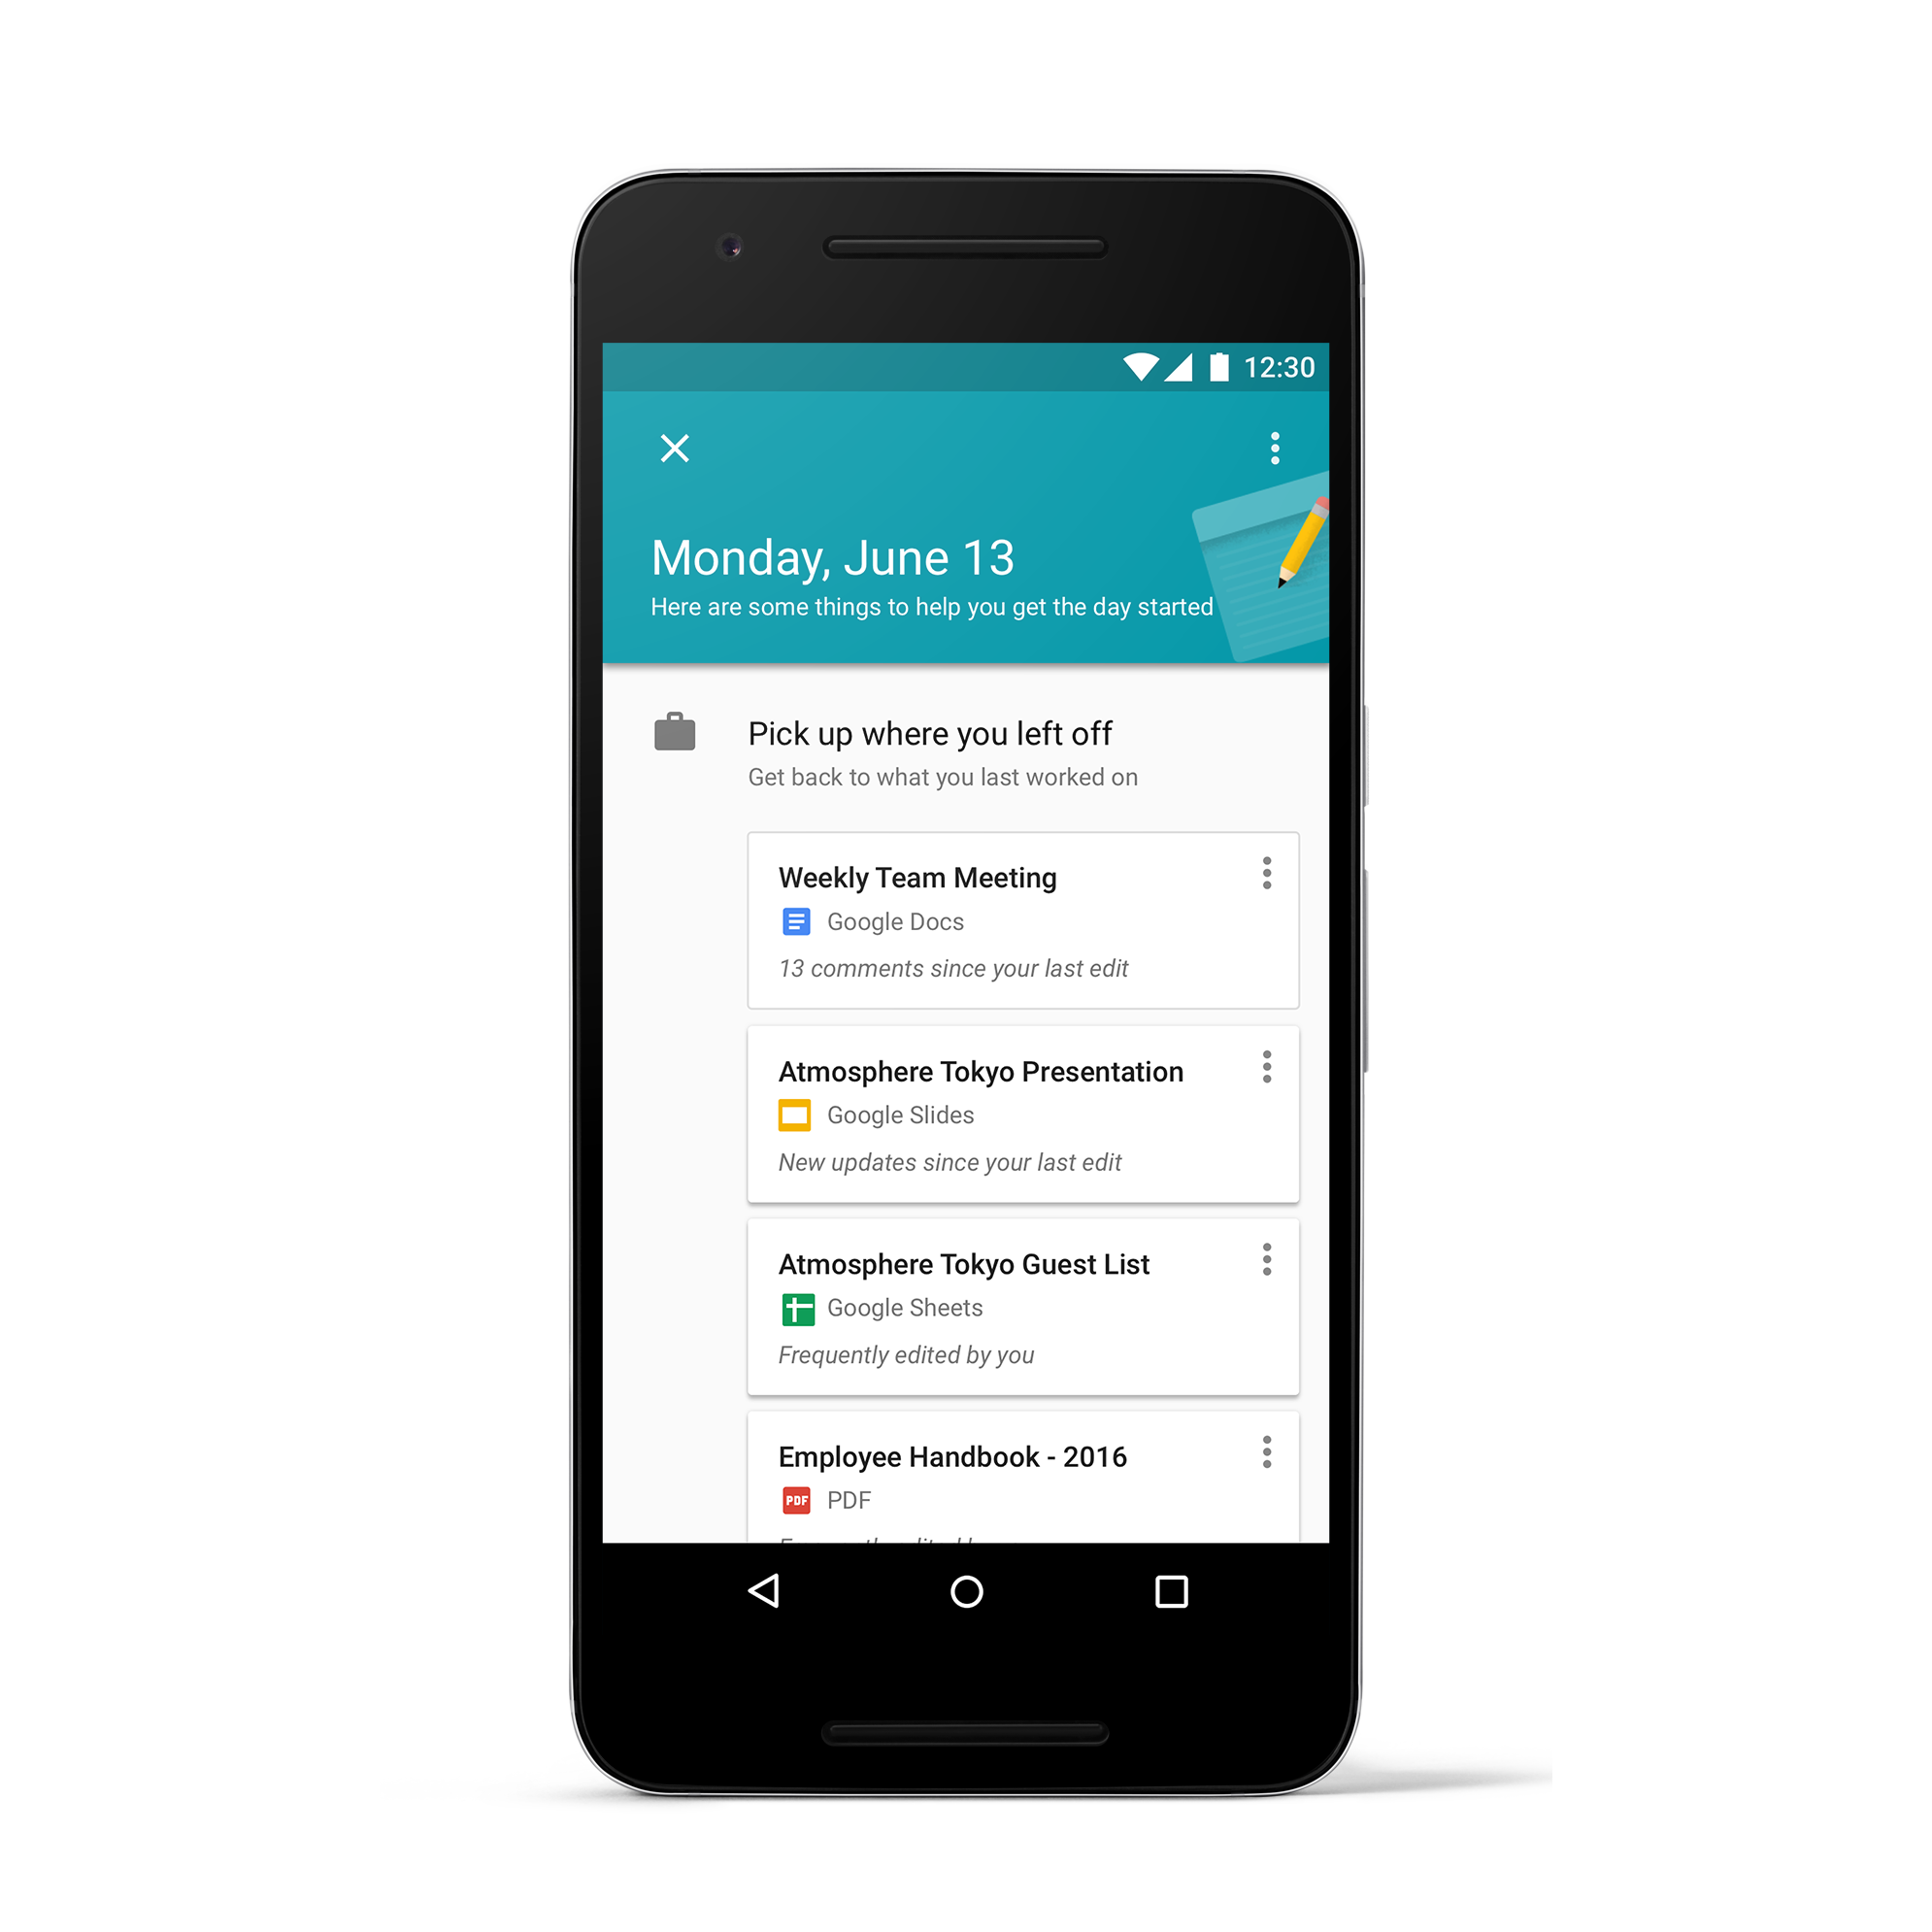 12:30
Monday, June 13
Here are some things to help you get the day started
Pick up where you left off
Get back to what you last worked on
Weekly Team Meeting
Google Docs
13 comments since your last edit
Atmosphere Tokyo Presentation
Google Slides
New updates since your last edit
Atmosphere Tokyo Guest List
Google Sheets
Frequently edited by you
Employee Handbook - 2016
PDF PDF